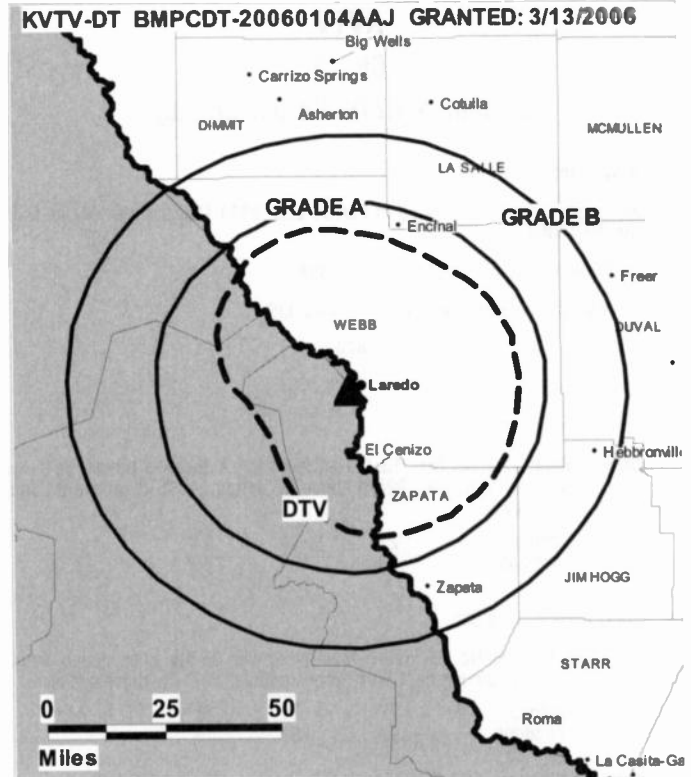 KVTV-DT BMPCDT-20060104AAJ GRANTED: 3/13/2006
Big Wells
Carrizo Springs
Asherton
Cotulla
DIMMIT
MCMULLEN
LA SALLE
GRADE A
GRADE B
Encinal
Freer
WEBB
DUVAL
Laredo
El Cenizo
Hebbronvill
ZAPATA
DTV
Zapata
JIM HOGG
STARR
0 25 50
Roma
Miles
La Casita-Ga